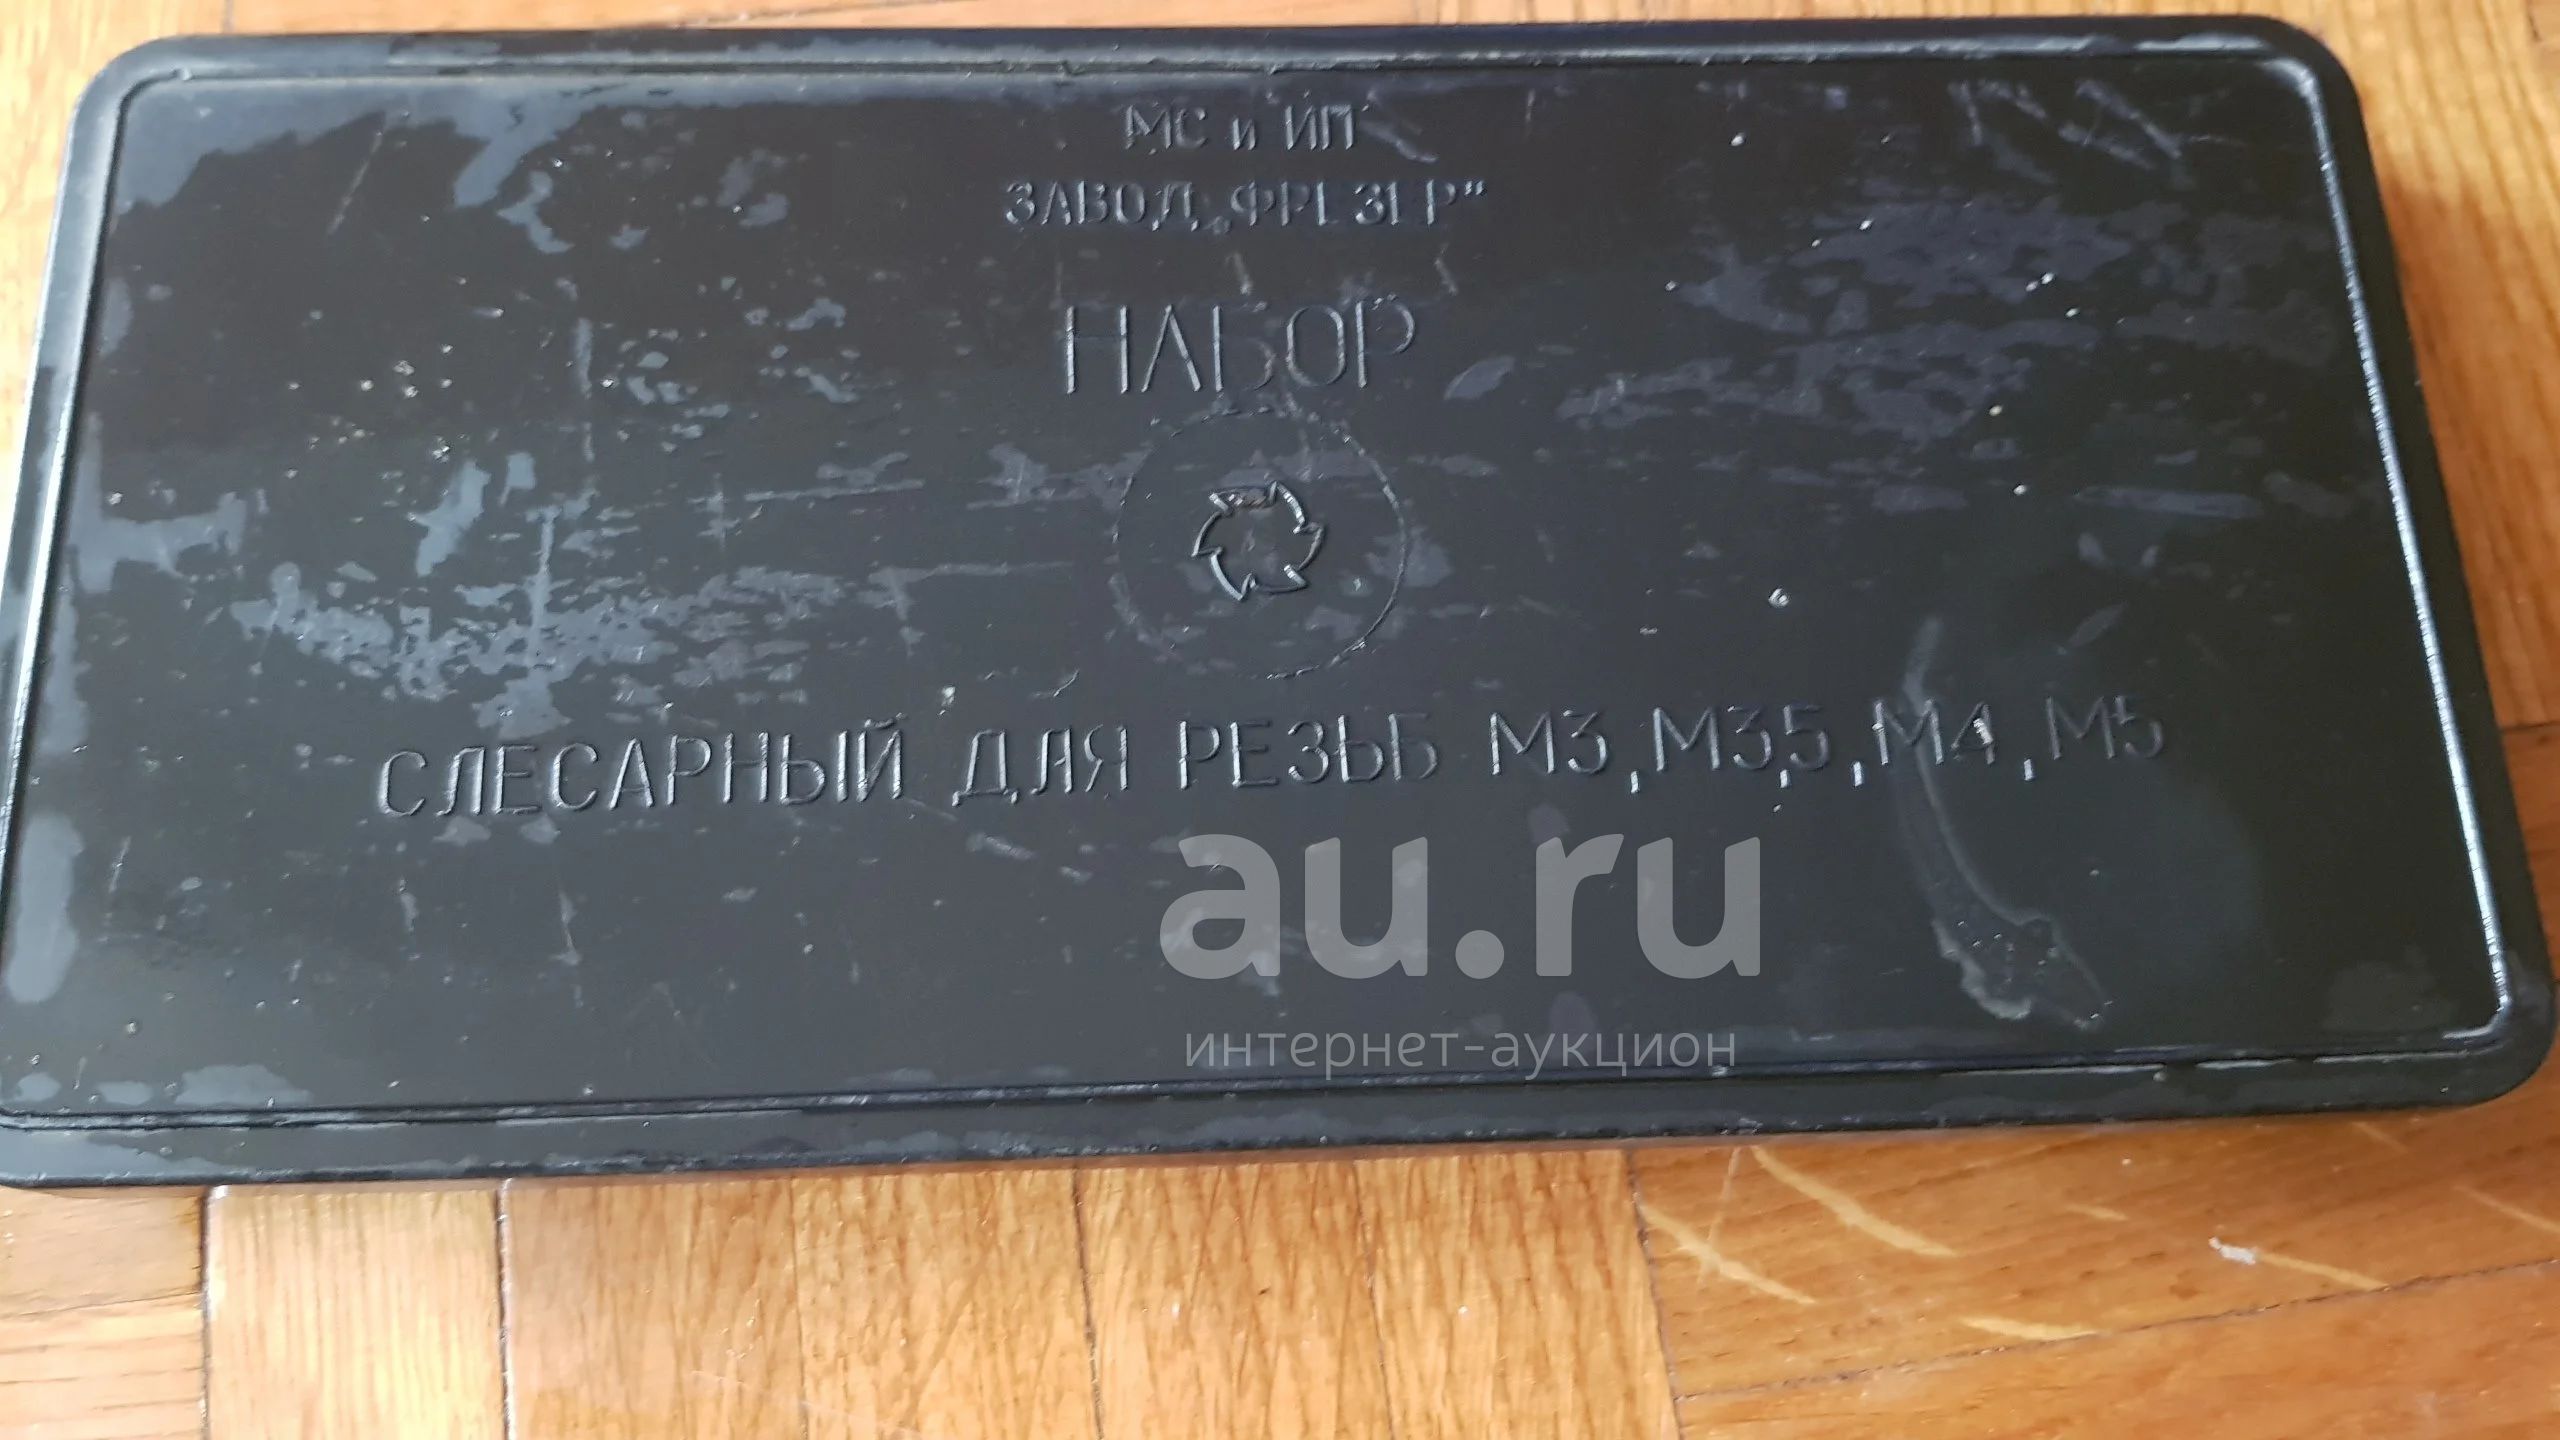 МС и ИП
ЗАВОД „ФРЕЗЕР"
НАБОР
СЛЕСАРНЫЙ ДЛЯ РЕЗЬБ М3, М3,5, М4, М5
au.ru
интернет-аукцион